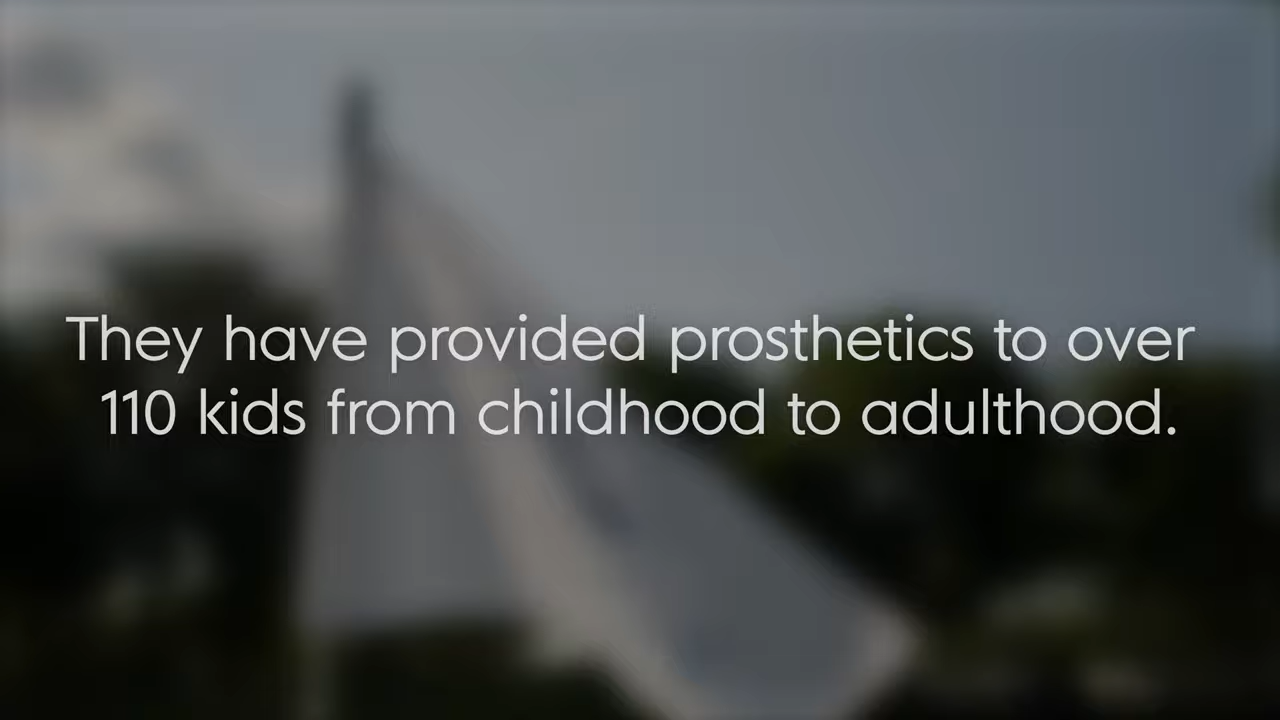 They have provided prosthetics to over
110 kids from childhood to adulthood.